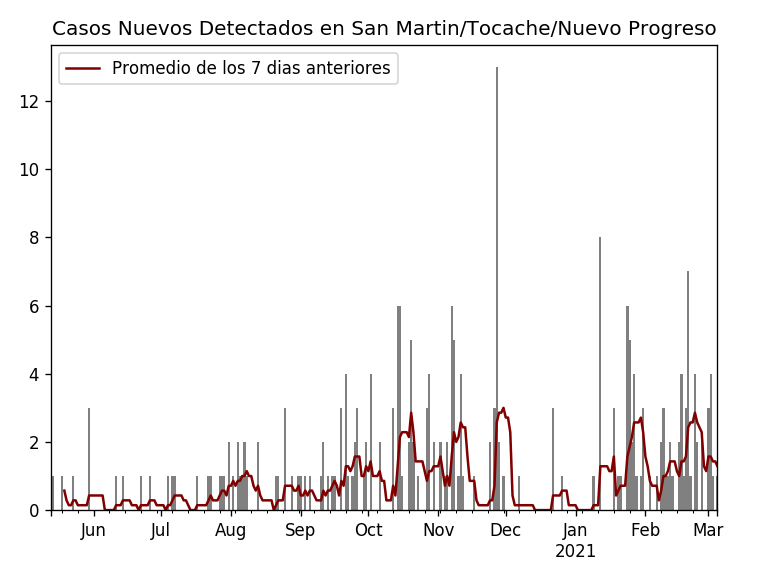 Casos Nuevos Detectados en San Martin/Tocache/Nuevo Progreso
Promedio de los 7 dias anteriores
12
10
8
6
4
2
0
Jun Jul Aug Sep Oct Nov Dec Jan Feb Mar
2021